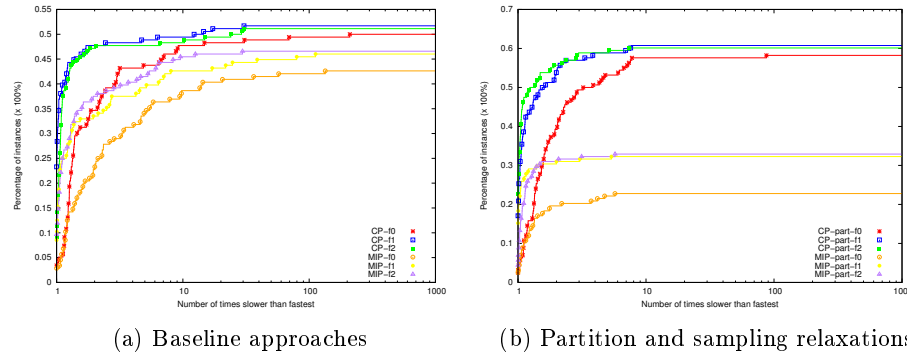 0.55
0.5
0.45
0.4
0.35
0.3
0.25
0.2
0.15
0.1
0.05
0
Percentage of instances (x 100%)
CP-f0
CP-f1
CP-f2
MIP-f0
MIP-f1
MIP-f2
1 10 100 1000
Number of times slower than fastest
(a) Baseline approaches
0.7
0.6
0.5
0.4
0.3
0.2
0.1
0
Percentage of instances (x 100%)
CP-part-f0
CP-part-f1
CP-part-f2
MIP-part-f0
MIP-part-f1
MIP-part-f2
1 10 100 1000
Number of times slower than fastest
(b) Partition and sampling relaxations